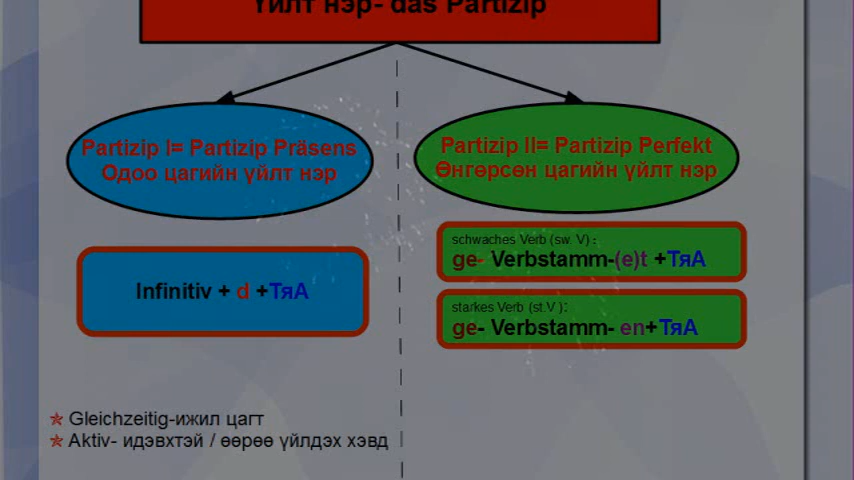 Үйлт нэр- das Partizip
Partizip I= Partizip Präsens
Одоо цагийн үйлт нэр
Partizip II= Partizip Perfekt
Өнгөрсөн цагийн үйлт нэр
Infinitiv + d +ТяА
schwaches Verb (sw. V) :
ge- Verbstamm-(e)t +ТяА
starkes Verb (st.V ):
ge- Verbstamm- en+ТяА
Gleichzeitig-ижил цагт
Aktiv- идэвхтэй / өөрөө үйлдэх хэвд